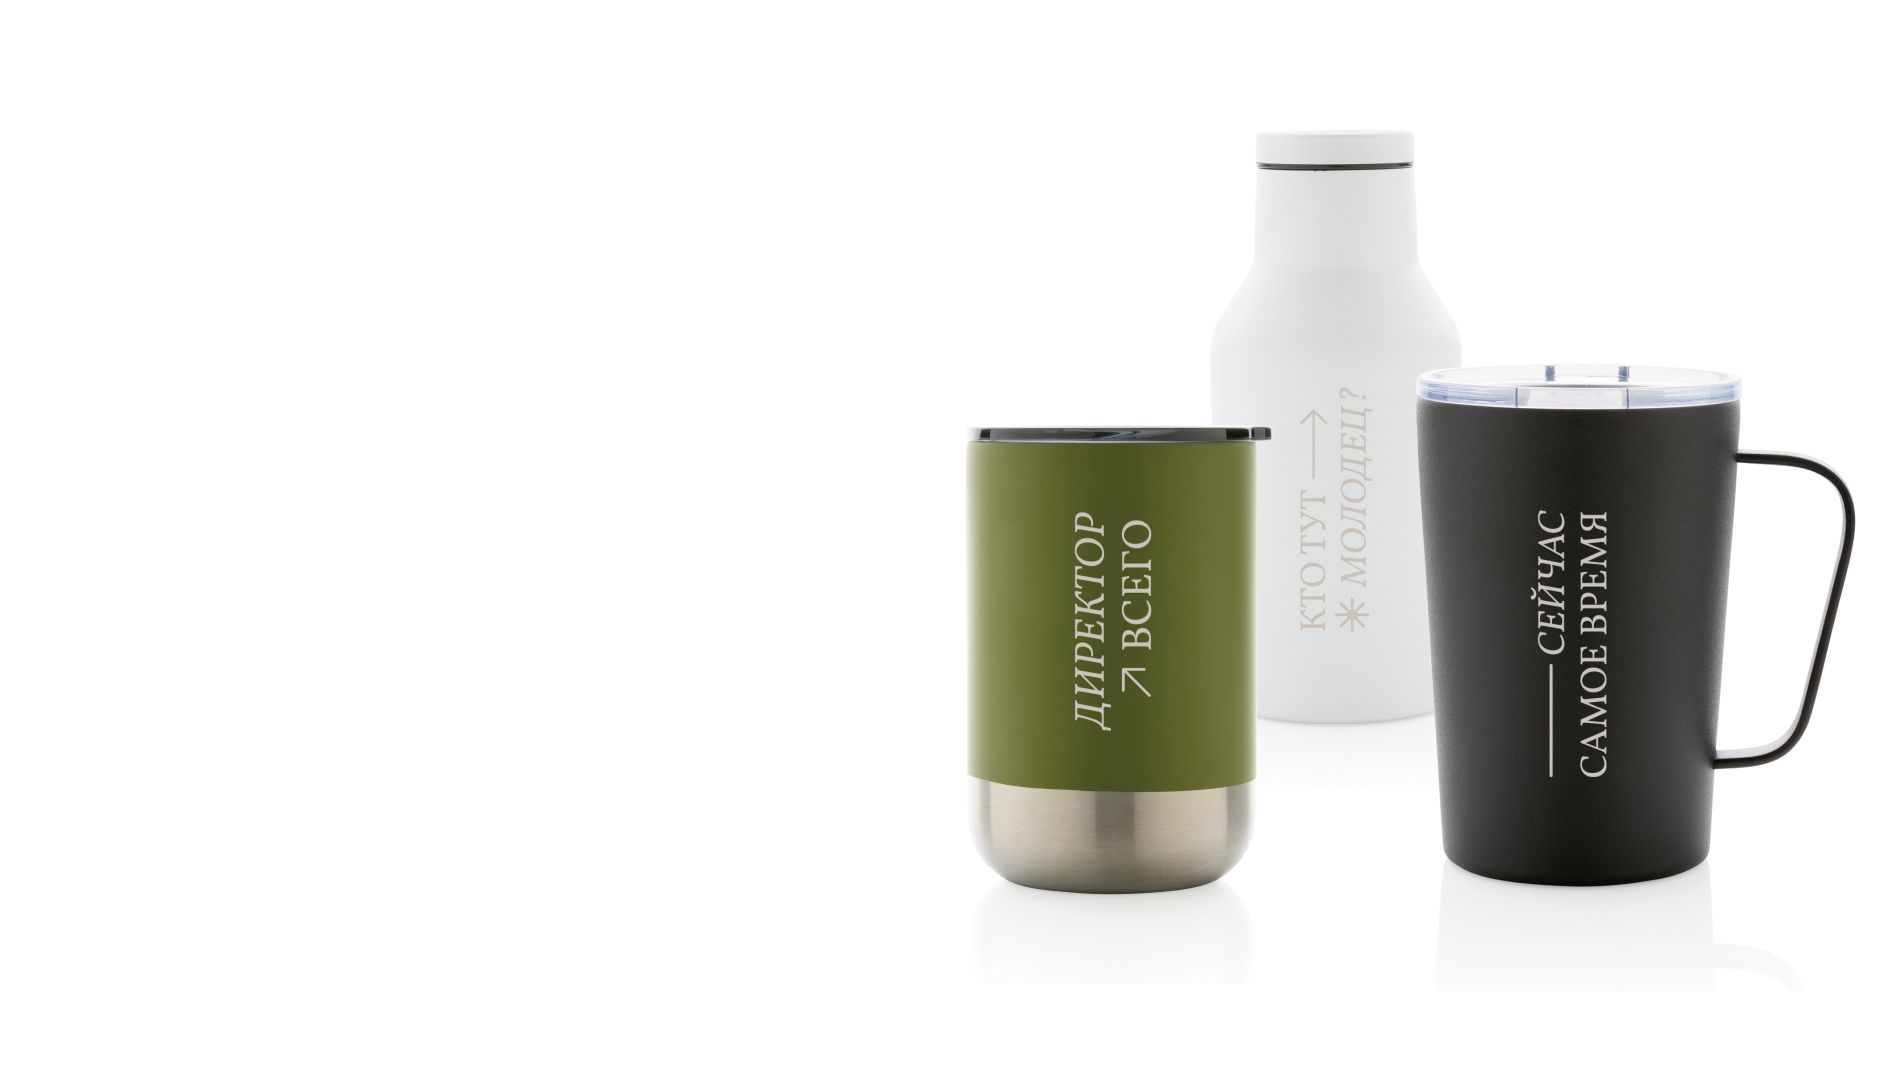 ДИРЕКТОР
↗ ВСЕГО
КТО ТУТ →
* МОЛОДЕЦ?
— СЕЙЧАС
САМОЕ ВРЕМЯ